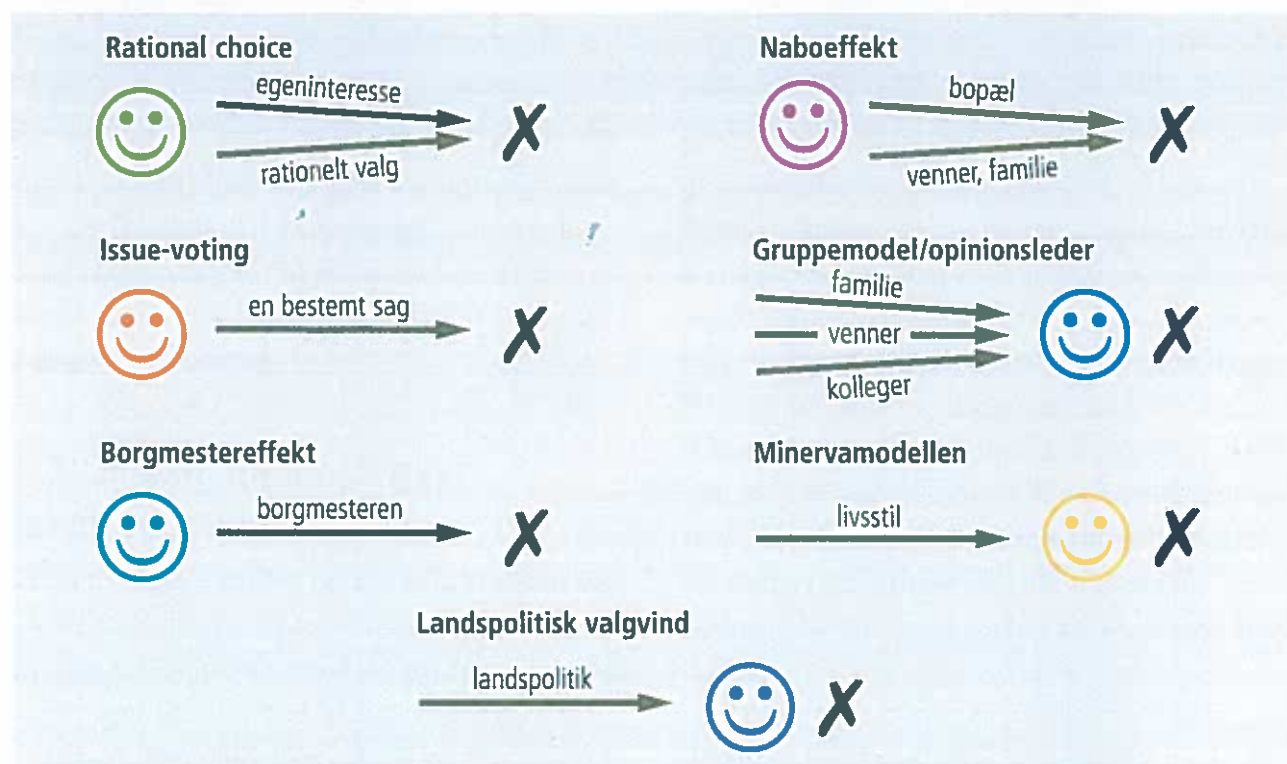 Rational choice
egeninteresse
rationelt valg
Naboeffekt
bopæl
venner, familie
Issue-voting
en bestemt sag
Gruppemodel/opinionsleder
familie
venner
kolleger
Borgmestereffekt
borgmesteren
Minervamodellen
livsstil
Landspolitisk valgvind
landspolitik